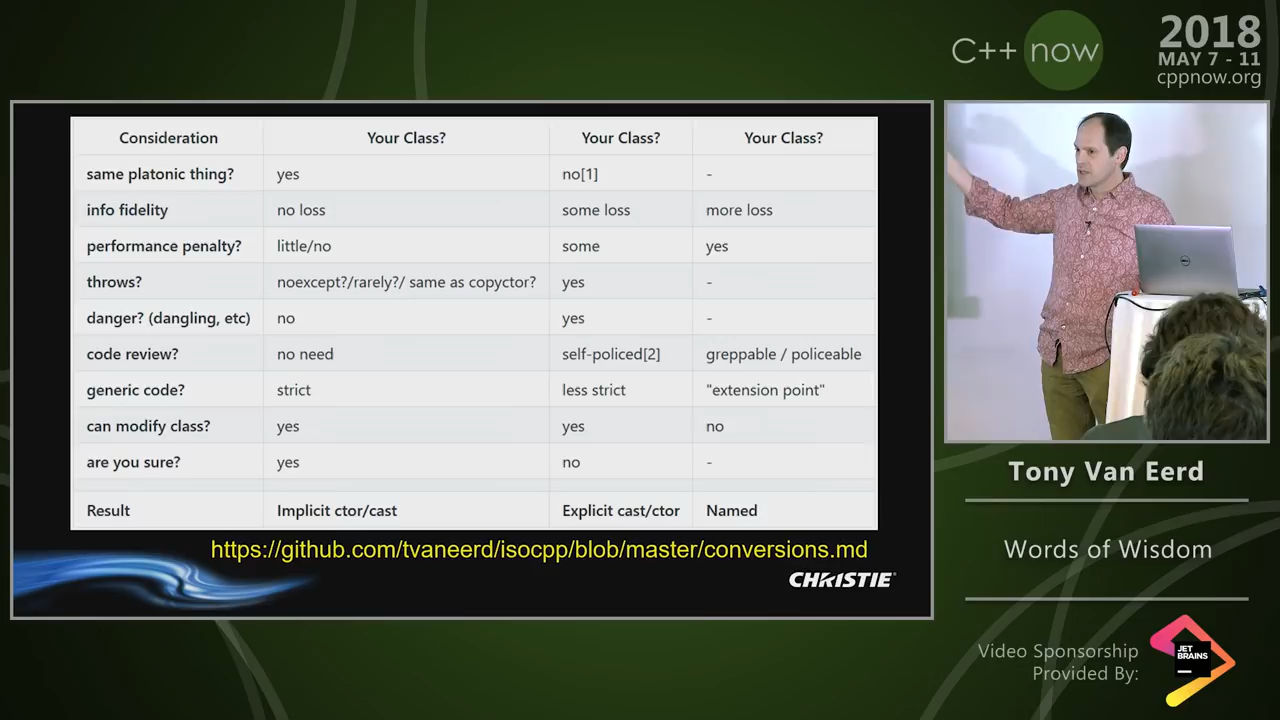 C++ now
2018
MAY 7 - 11
cppnow.org
Consideration Your Class? Your Class? Your Class?
same platonic thing? yes no[1] -
info fidelity no loss some loss more loss
performance penalty? little/no some yes
throws? noexcept?/rarely?/ same as copyctor? yes -
danger? (dangling, etc) no yes -
code review? no need self-policed[2] greppable / policeable
generic code? strict less strict "extension point"
can modify class? yes yes no
are you sure? yes no -
Result Implicit ctor/cast Explicit cast/ctor Named
https://github.com/tvaneerd/isocpp/blob/master/conversions.md
CHRISTIE
Tony Van Eerd
Words of Wisdom
Video Sponsorship
Provided By:
JET
BRAINS